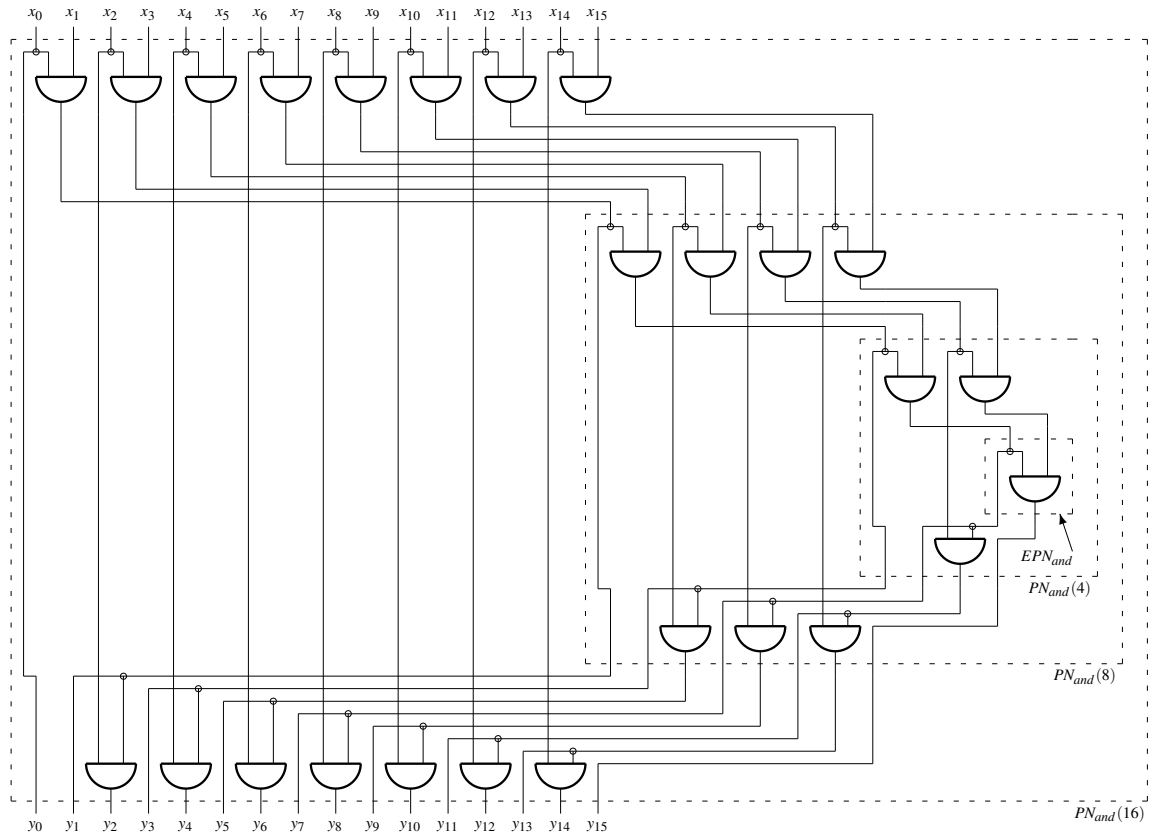 x0 x1 x2 x3 x4 x5 x6 x7 x8 x9 x10 x11 x12 x13 x14 x15
EPNand
PNand(4)
PNand(8)
PNand(16)
y0 y1 y2 y3 y4 y5 y6 y7 y8 y9 y10 y11 y12 y13 y14 y15